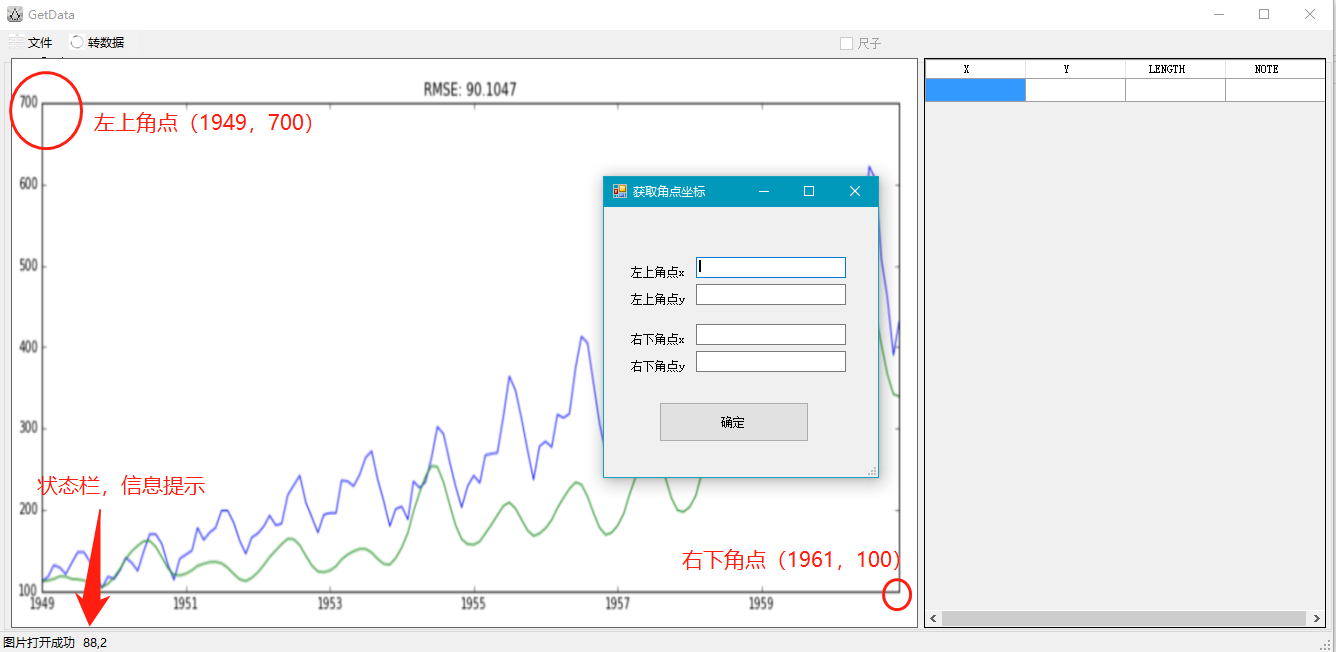 GetData
文件 转数据 尺子
RMSE: 90.1047
700
左上角点（1949，700）
600
500
400
300
200
100
1949 1951 1953 1955 1957 1959
状态栏，信息提示
右下角点（1961，100）
获取角点坐标
左上角点x
左上角点y
右下角点x
右下角点y
确定
X Y LENGTH NOTE
图片打开成功 88,2